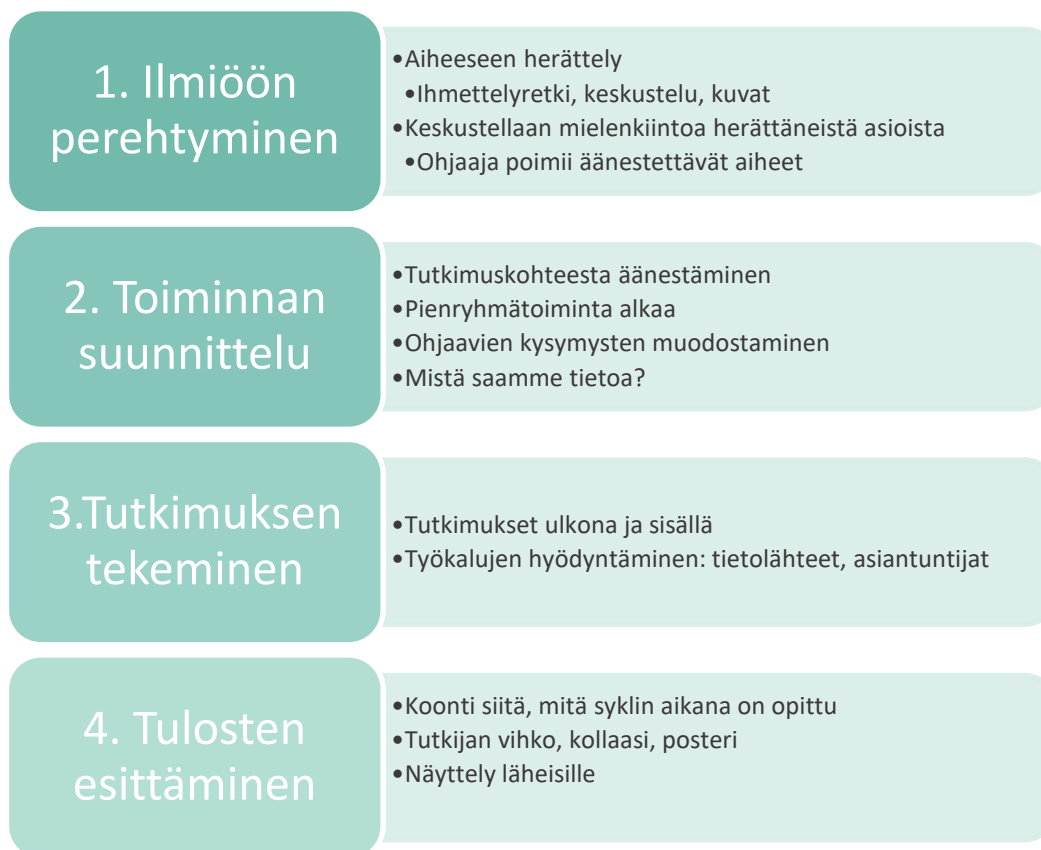 1. Ilmiöön
perehtyminen
•Aiheeseen herättely
•Ihmettelyretki, keskustelu, kuvat
•Keskustellaan mielenkiintoa herättäneistä asioista
•Ohjaaja poimii äänestettävät aiheet
2. Toiminnan
suunnittelu
•Tutkimuskohteesta äänestäminen
•Pienryhmätoiminta alkaa
•Ohjaavien kysymysten muodostaminen
•Mistä saamme tietoa?
3.Tutkimuksen
tekeminen
•Tutkimukset ulkona ja sisällä
•Työkalujen hyödyntäminen: tietolähteet, asiantuntijat
4. Tulosten
esittäminen
•Koonti siitä, mitä syklin aikana on opittu
•Tutkijan vihko, kollaasi, posteri
•Näyttely läheisille